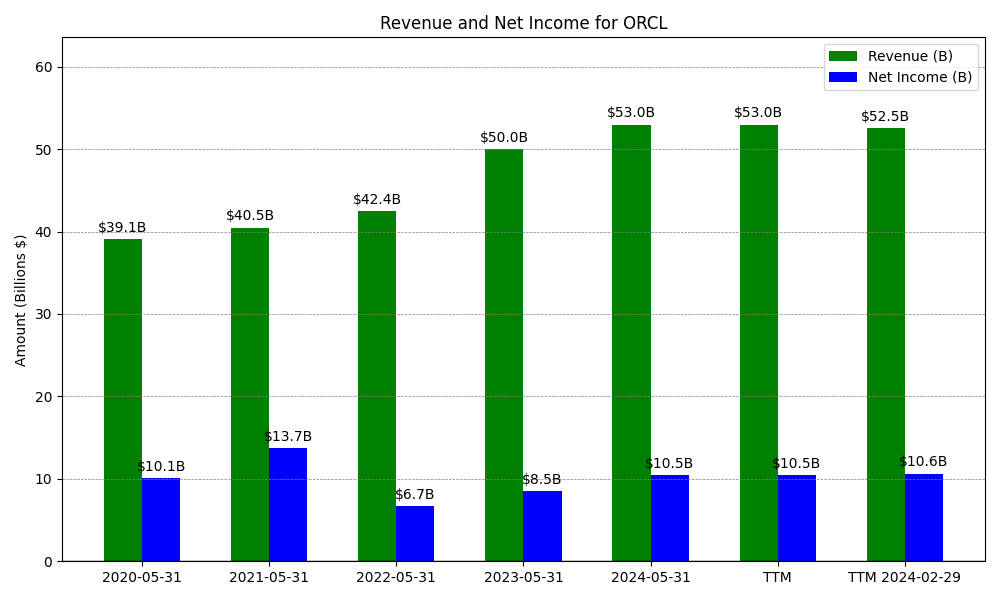 Revenue and Net Income for ORCL
Revenue (B)
Net Income (B)
Amount (Billions $)
60
50
40
30
20
10
0
$39.1B
$10.1B
$40.5B
$13.7B
$42.4B
$6.7B
$50.0B
$8.5B
$53.0B
$10.5B
$53.0B
$10.5B
$52.5B
$10.6B
2020-05-31
2021-05-31
2022-05-31
2023-05-31
2024-05-31
TTM
TTM 2024-02-29